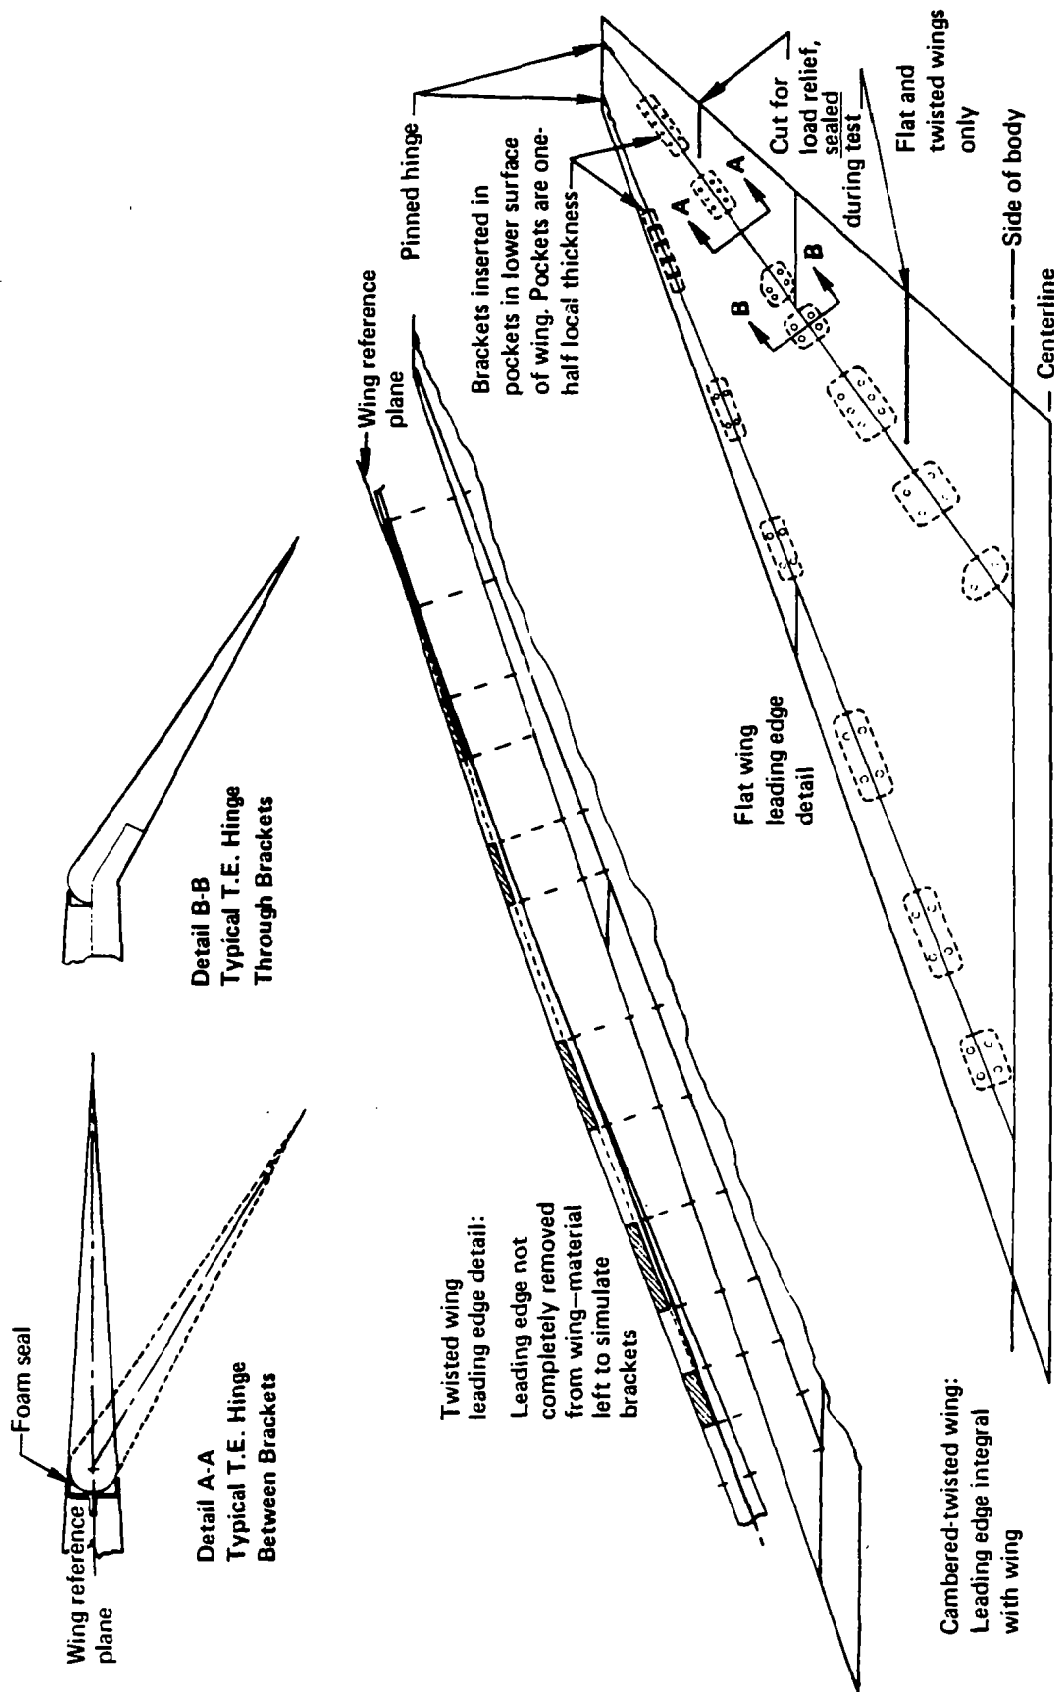 Foam seal
Wing reference
plane
Detail A-A
Typical T.E. Hinge
Between Brackets
Detail B-B
Typical T.E. Hinge
Through Brackets
Wing reference
plane
Pinned hinge
Twisted wing
leading edge detail:
Leading edge not
completely removed
from wing—material
left to simulate
brackets
Brackets inserted in
pockets in lower surface
of wing. Pockets are one-
half local thickness
A
A
B
B
Cut for
load relief,
sealed
during test
Flat and
twisted wings
only
Flat wing
leading edge
detail
Side of body
Centerline
Cambered-twisted wing:
Leading edge integral
with wing